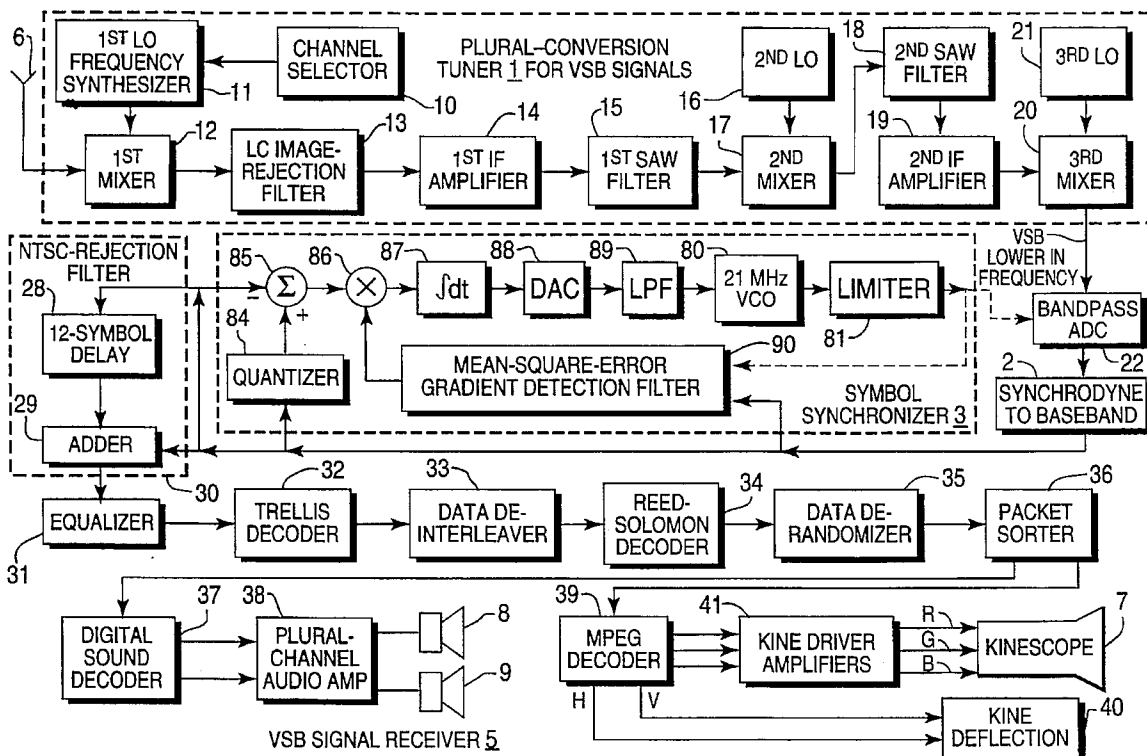 6
1ST LO
FREQUENCY
SYNTHESIZER
11
CHANNEL
SELECTOR
10
PLURAL–CONVERSION
TUNER 1 FOR VSB SIGNALS
2ND LO
16
18
2ND SAW
FILTER
21
3RD LO
12
1ST
MIXER
13
LC IMAGE-
REJECTION
FILTER
14
1ST IF
AMPLIFIER
15
1ST SAW
FILTER
17
2ND
MIXER
19
2ND IF
AMPLIFIER
20
3RD
MIXER
NTSC-REJECTION
FILTER
28
12-SYMBOL
DELAY
29
ADDER
30
85
Σ
−
+
86
×
87
∫dt
88
DAC
89
LPF
80
21 MHz
VCO
LIMITER
81
84
QUANTIZER
90
MEAN-SQUARE-ERROR
GRADIENT DETECTION FILTER
SYMBOL
SYNCHRONIZER 3
VSB
LOWER IN
FREQUENCY
BANDPASS
ADC
22
2
SYNCHRODYNE
TO BASEBAND
EQUALIZER
31
32
TRELLIS
DECODER
33
DATA DE-
INTERLEAVER
REED-
SOLOMON
DECODER
34
35
DATA DE-
RANDOMIZER
36
PACKET
SORTER
37
DIGITAL
SOUND
DECODER
38
PLURAL-
CHANNEL
AUDIO AMP
8
9
39
MPEG
DECODER
41
KINE DRIVER
AMPLIFIERS
R
G
B
KINESCOPE
7
H
V
KINE
DEFLECTION
40
VSB SIGNAL RECEIVER 5